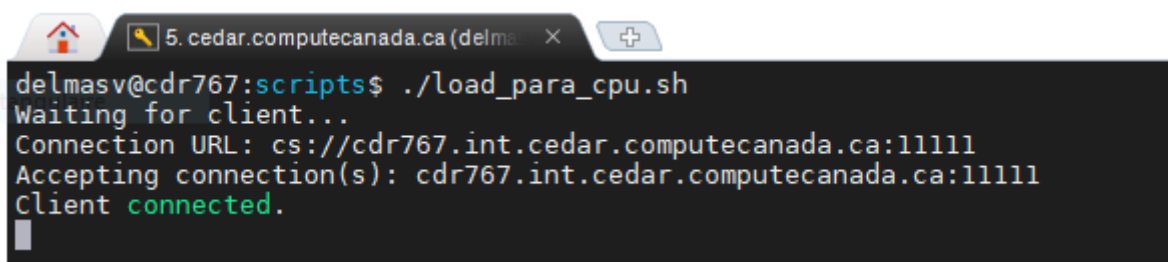 5. cedar.computecanada.ca (delma
delmasv@cdr767:scripts$ ./load_para_cpu.sh
Waiting for client...
Connection URL: cs://cdr767.int.cedar.computecanada.ca:11111
Accepting connection(s): cdr767.int.cedar.computecanada.ca:11111
Client connected.